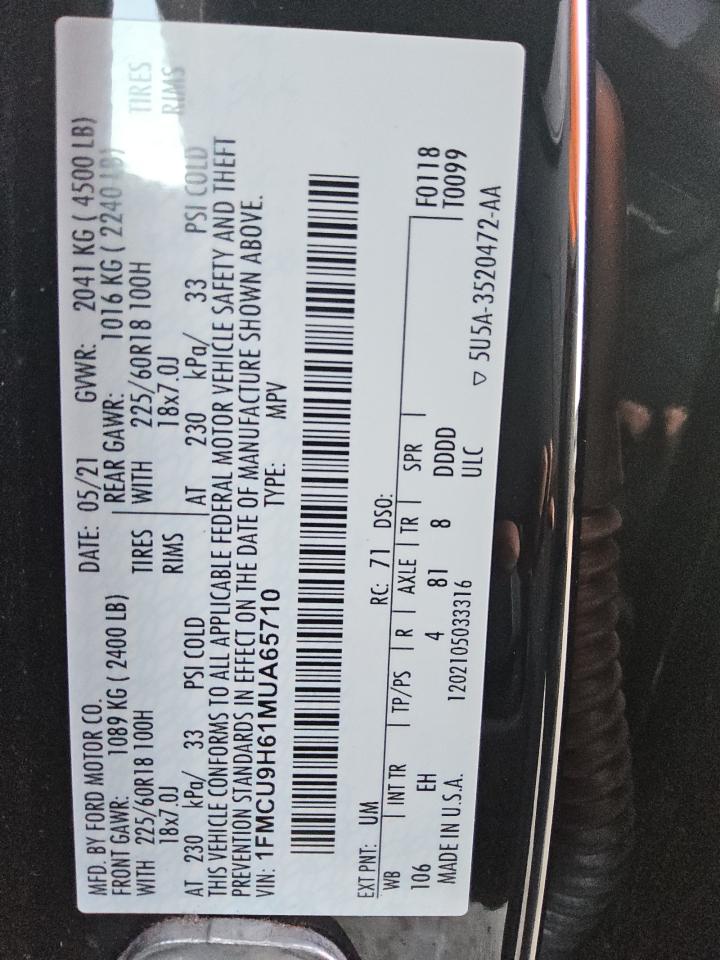 MFD. BY FORD MOTOR CO. DATE: 05/21 GVWR: 2041 KG ( 4500 LB)
FRONT GAWR: 1089 KG ( 2400 LB) REAR GAWR: 1016 KG ( 2240 LB)
WITH 225/60R18 100H TIRES WITH 225/60R18 100H TIRES
18x7.0J RIMS 18x7.0J RIMS
AT 230 kPa/ 33 PSI COLD AT 230 kPa/ 33 PSI COLD
THIS VEHICLE CONFORMS TO ALL APPLICABLE FEDERAL MOTOR VEHICLE SAFETY AND THEFT
PREVENTION STANDARDS IN EFFECT ON THE DATE OF MANUFACTURE SHOWN ABOVE.
VIN: 1FMCU9H61MUA65710 TYPE: MPV
EXT PNT: UM RC: 71 DSO:
WB INT TR TP/PS R AXLE TR SPR F0118
106 EH 4 81 8 DDDD T0099
MADE IN U.S.A. 1202105033316 ULC ▽ 5U5A-3520472-AA